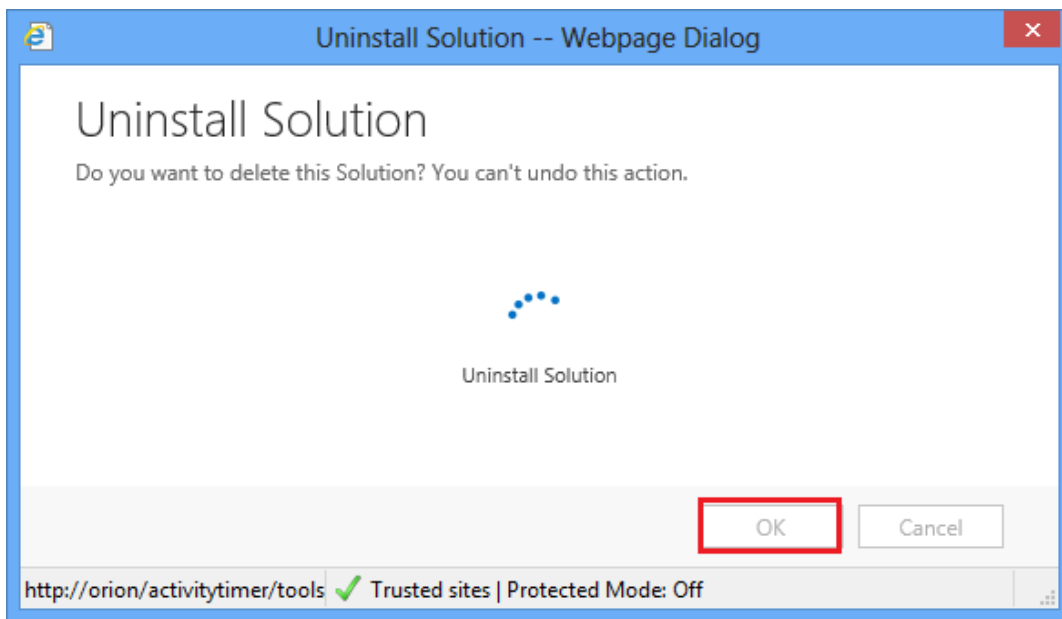 Uninstall Solution -- Webpage Dialog
Uninstall Solution
Do you want to delete this Solution? You can't undo this action.
Uninstall Solution
OK Cancel
http://orion/activitytimer/tools Trusted sites | Protected Mode: Off